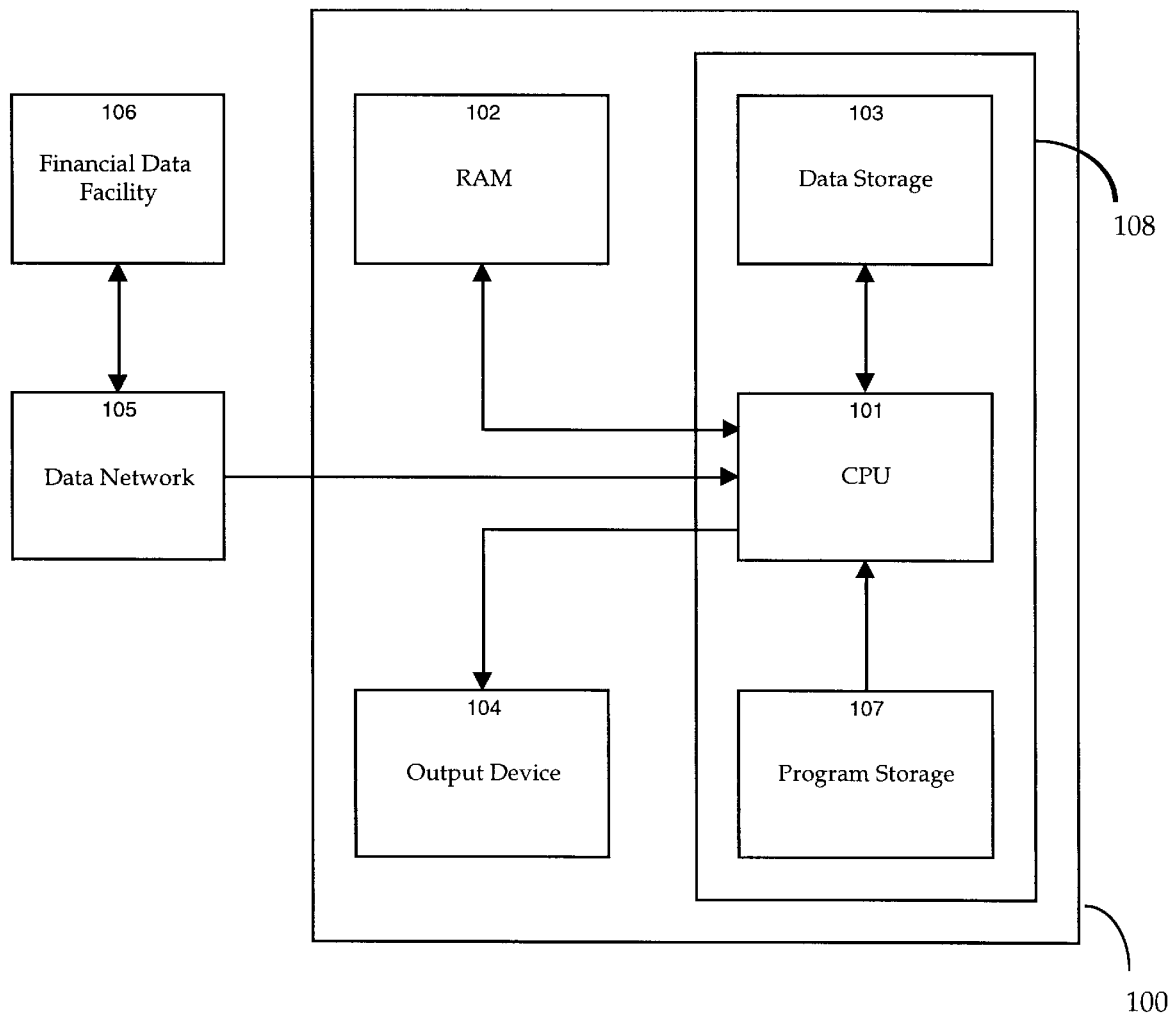 106
Financial Data
Facility
102
RAM
103
Data Storage
108
105
Data Network
101
CPU
104
Output Device
107
Program Storage
100